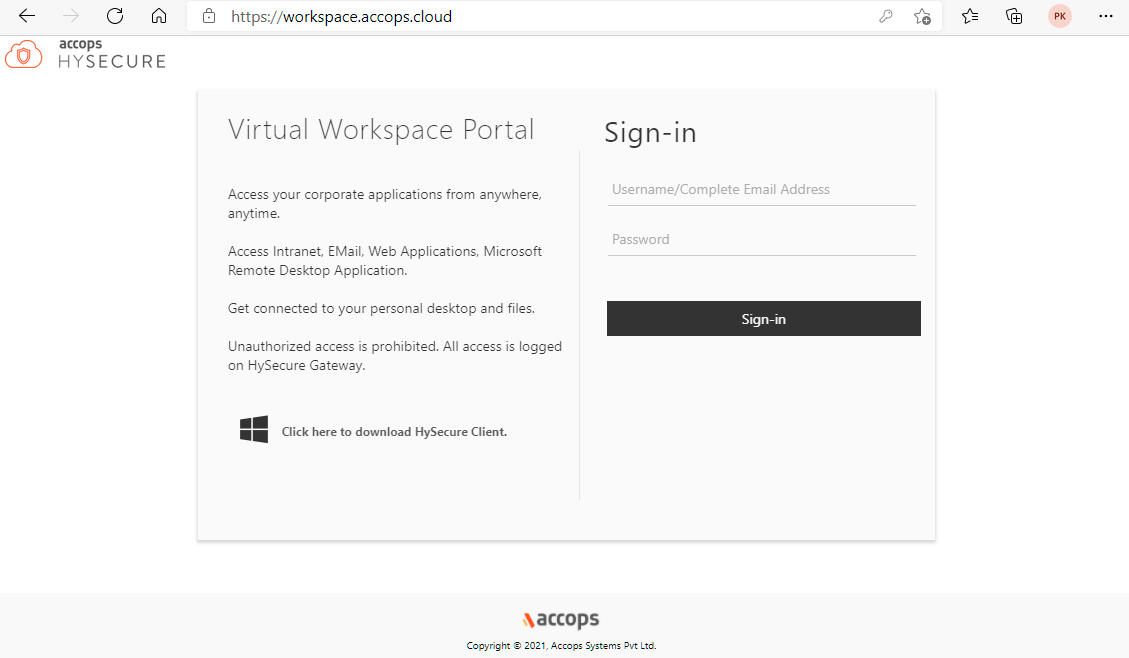 https://workspace.accops.cloud
PK
accops
HYSECURE
Virtual Workspace Portal
Access your corporate applications from anywhere,
anytime.
Access Intranet, EMail, Web Applications, Microsoft
Remote Desktop Application.
Get connected to your personal desktop and files.
Unauthorized access is prohibited. All access is logged
on HySecure Gateway.
Click here to download HySecure Client.
Sign-in
Username/Complete Email Address
Password
Sign-in
accops
Copyright © 2021, Accops Systems Pvt Ltd.